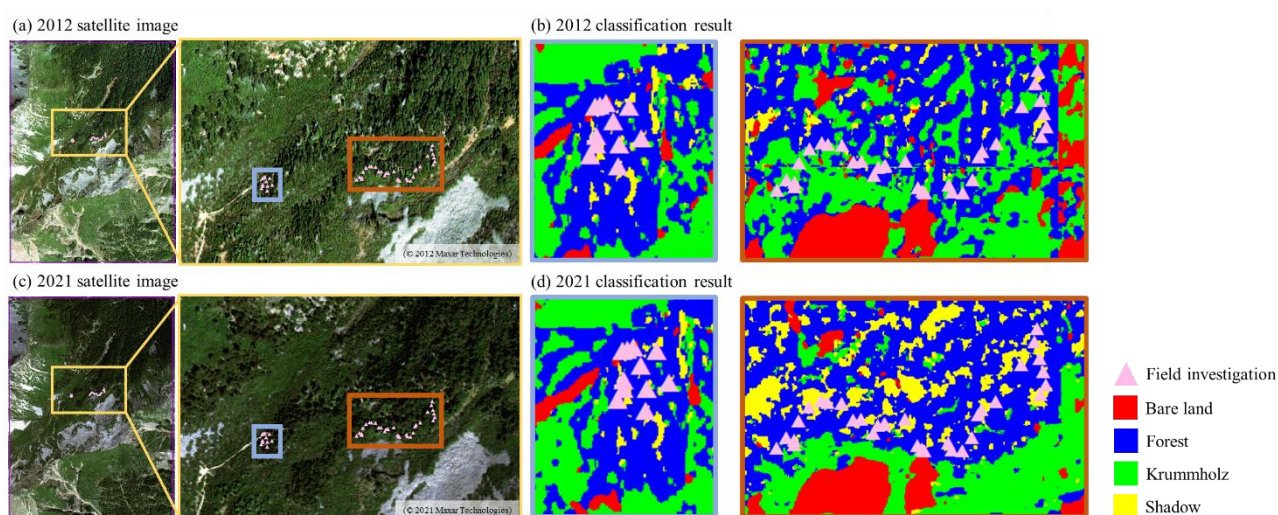 (a) 2012 satellite image
(b) 2012 classification result
(© 2012 Maxar Technologies)
(c) 2021 satellite image
(d) 2021 classification result
(© 2021 Maxar Technologies)
Field investigation
Bare land
Forest
Krummholz
Shadow